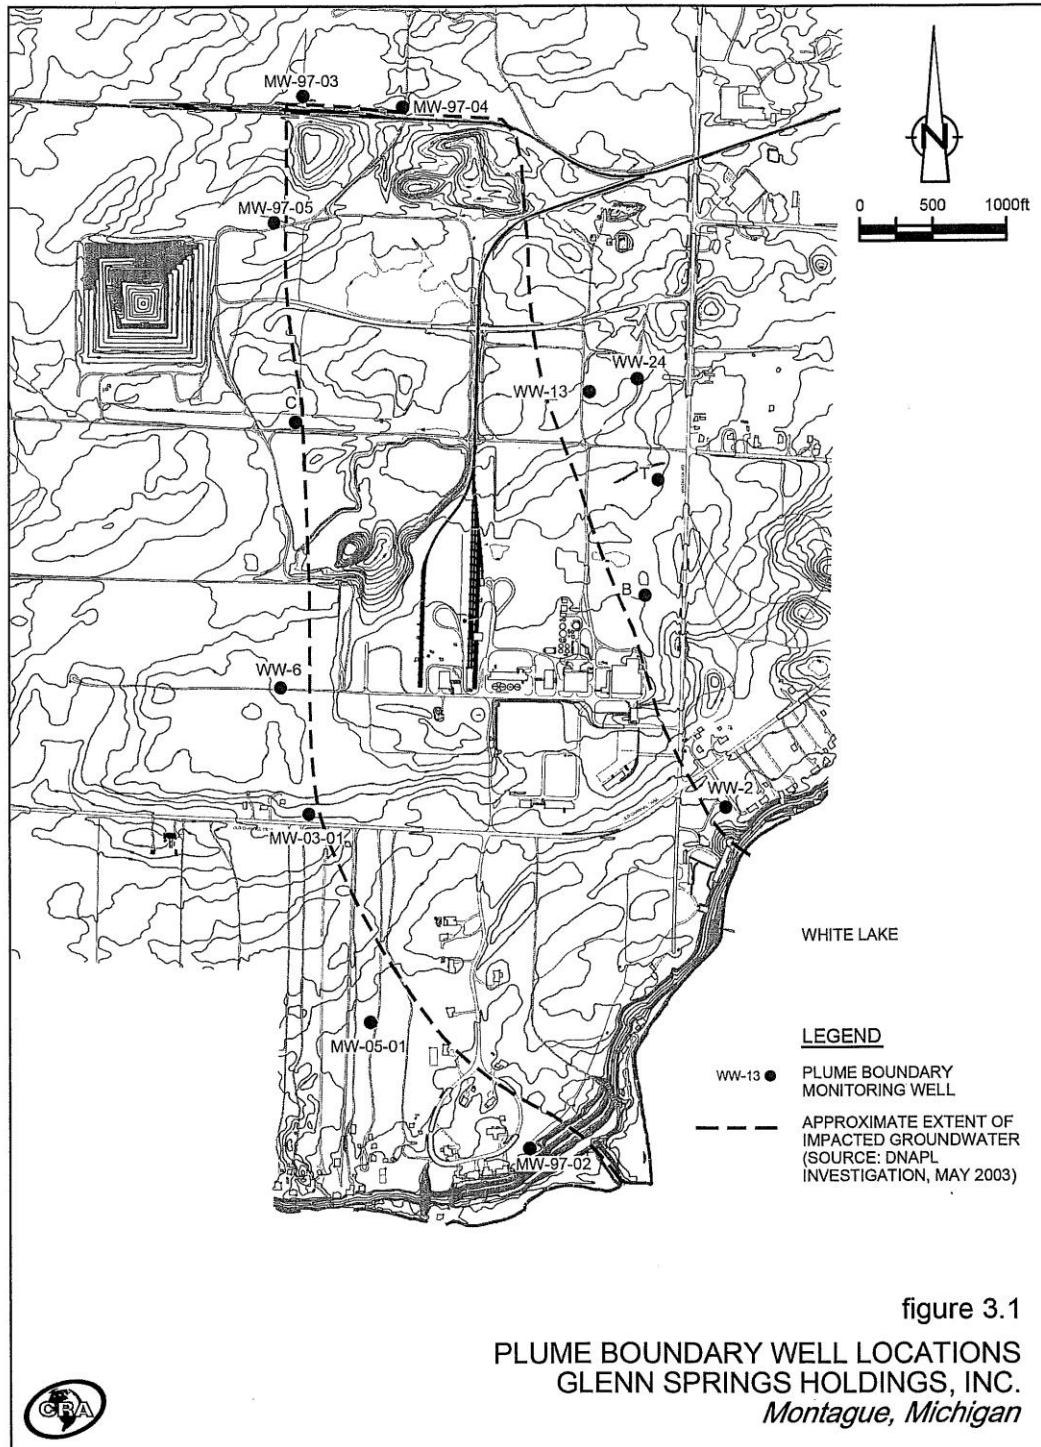 MW-97-03
MW-97-04
N
0 500 1000ft
MW-97-05
WW-24
WW-13
C
T
B
WW-6
WW-2
MW-03-01
WHITE LAKE
LEGEND
MW-05-01
WW-13 PLUME BOUNDARY
MONITORING WELL
APPROXIMATE EXTENT OF
IMPACTED GROUNDWATER
(SOURCE: DNAPL
INVESTIGATION, MAY 2003)
MW-97-02
figure 3.1
PLUME BOUNDARY WELL LOCATIONS
GLENN SPRINGS HOLDINGS, INC.
Montague, Michigan
CRA